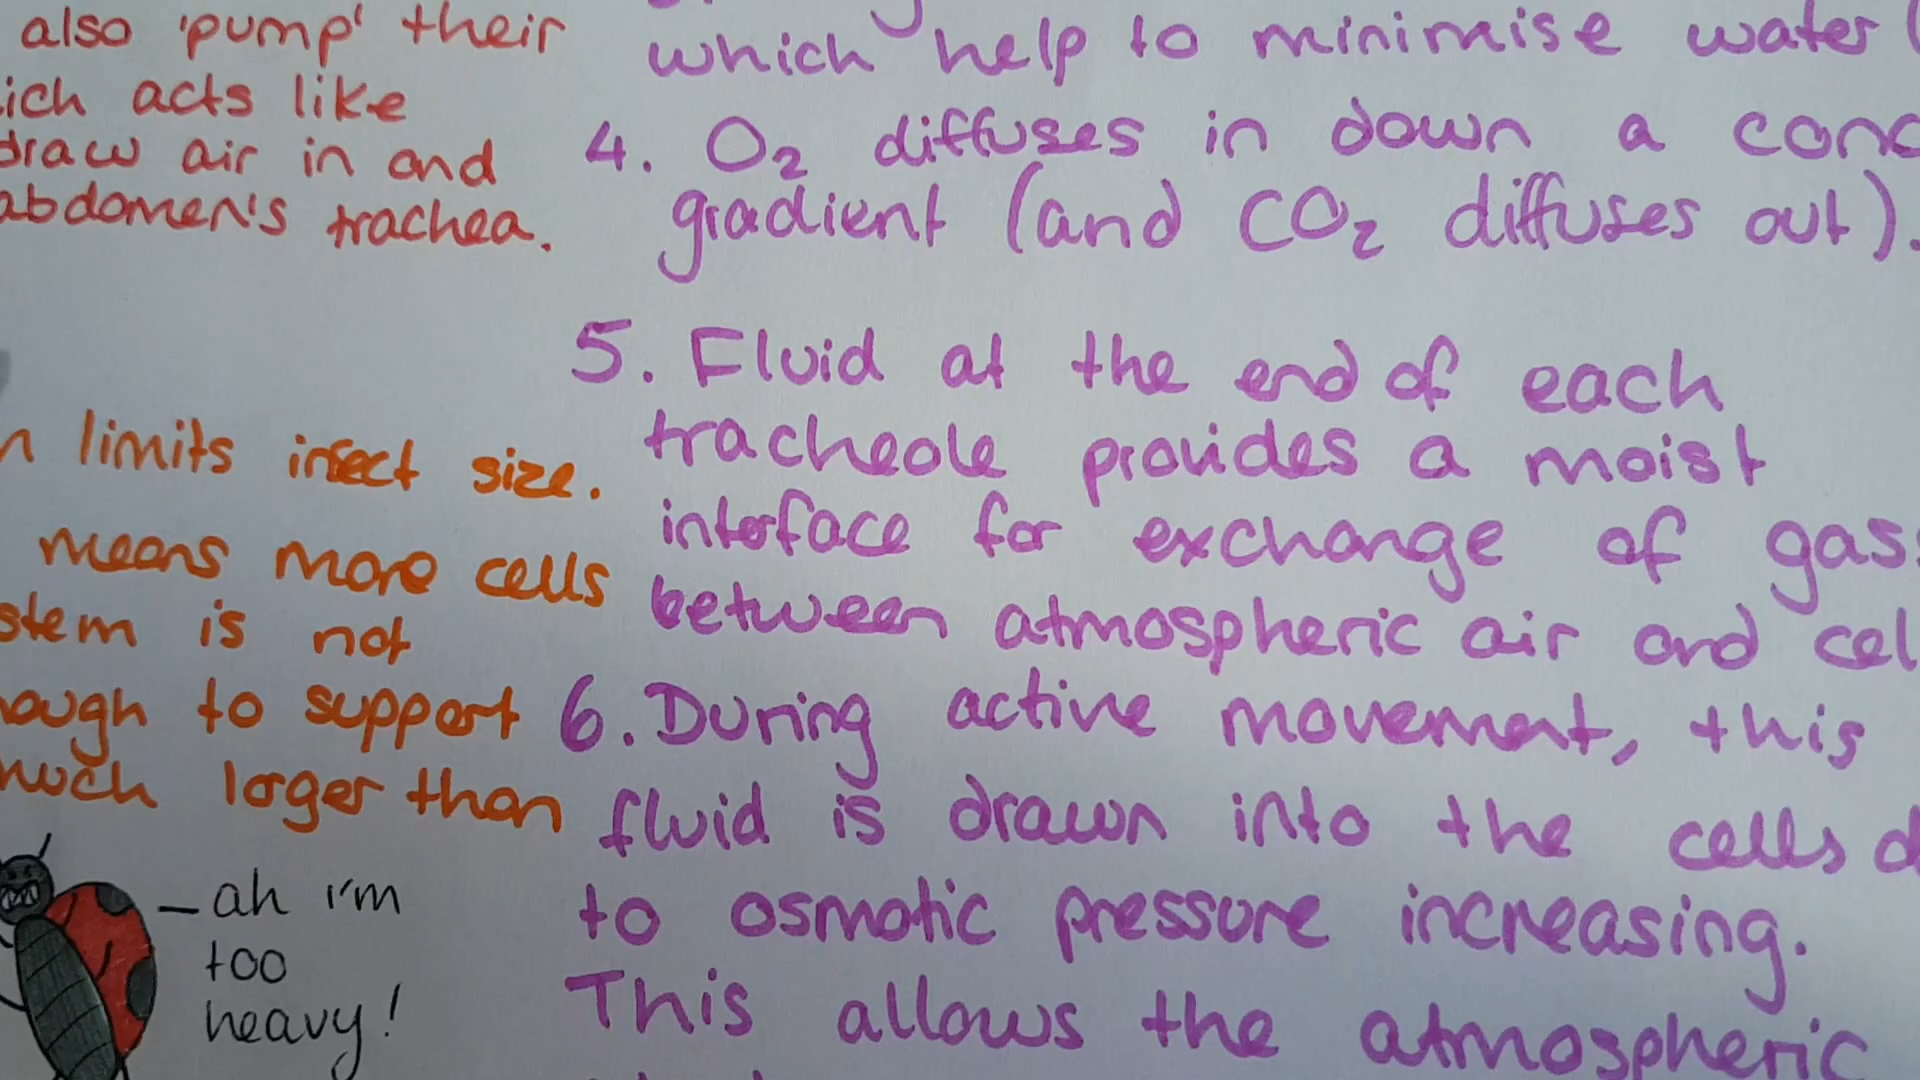 also 'pump' their
ich acts like
draw air in and
abdomen's trachea.
limits insect size.
means more cells
stem is not
ough to support
much larger than
ah i'm
too
heavy!
which help to minimise water
4. O₂ diffuses in down a conc
gradient (and CO₂ diffuses out).
5. Fluid at the end of each
tracheole provides a moist
interface for exchange of gas
between atmospheric air and cel
6. During active movement, this
fluid is drawn into the cells d
to osmotic pressure increasing.
This allows the atmospheric